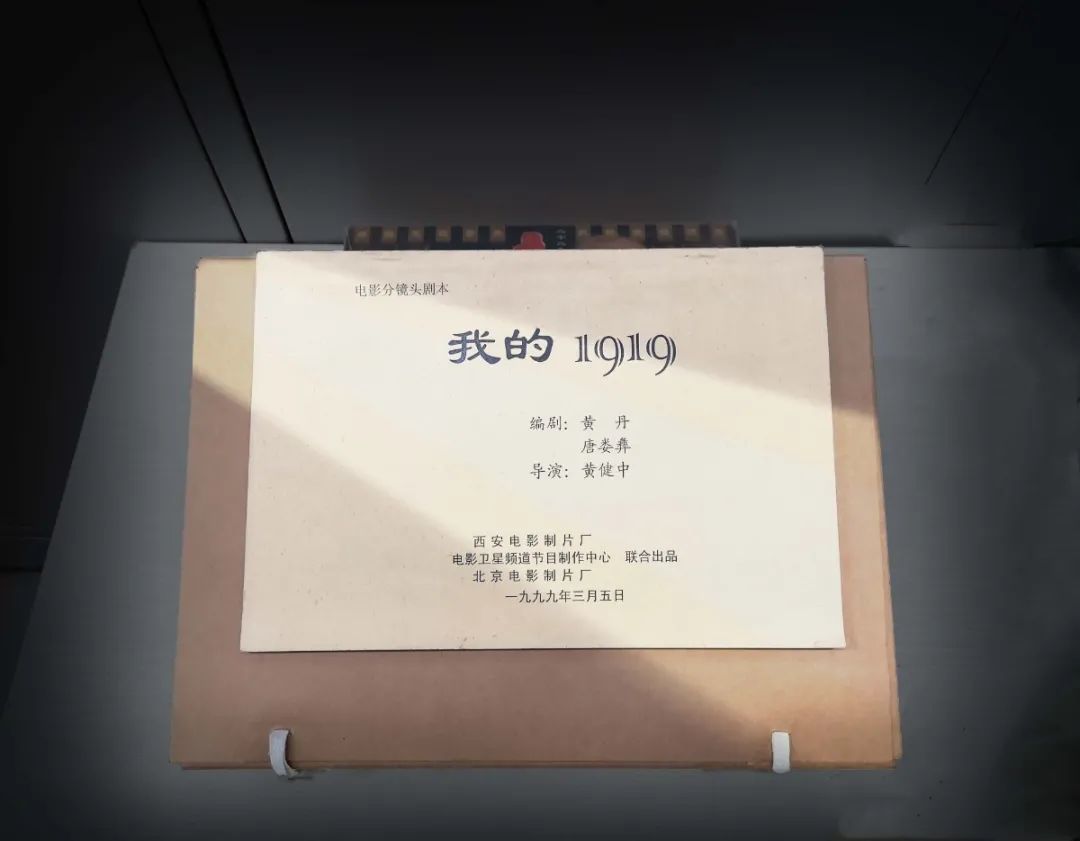 电影分镜头剧本
我的 1919
编剧：黄 丹
唐娄彝
导演：黄健中
西安电影制片厂
电影卫星频道节目制作中心 联合出品
北京电影制片厂
一九九九年三月五日